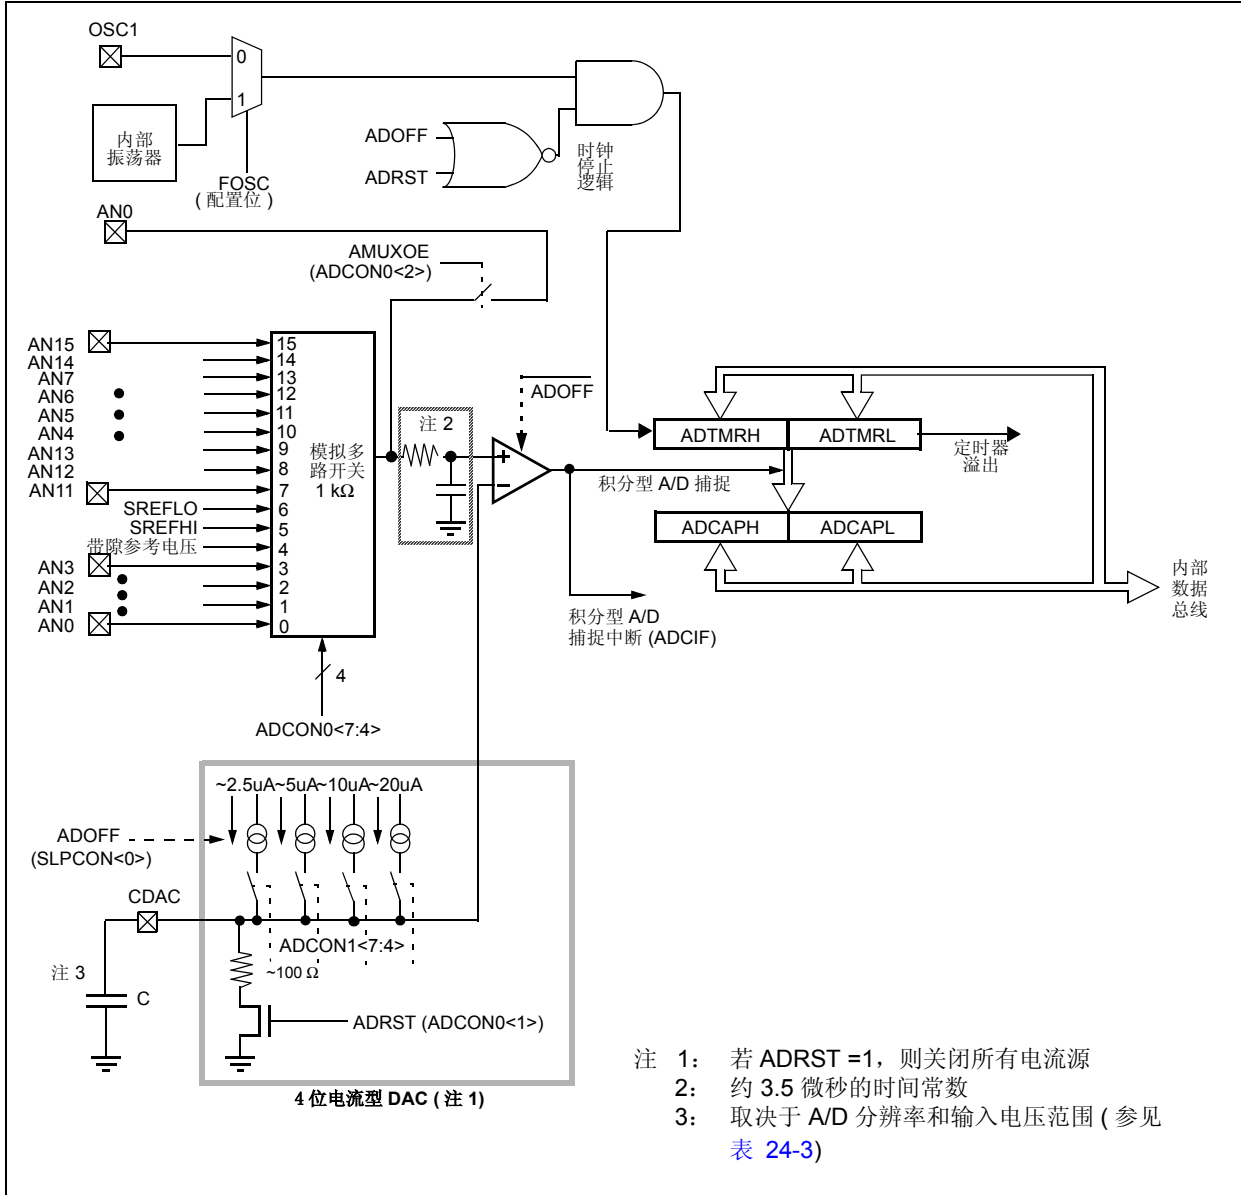 OSC1
0
1
内部
振荡器
FOSC
( 配置位 )
ADOFF
ADRST
时钟
停止
逻辑
AN0
AMUXOE
(ADCON0<2>)
AN15
AN14
AN7
AN6
AN5
AN4
AN13
AN12
AN11
SREFLO
SREFHI
带隙参考电压
AN3
AN2
AN1
AN0
15
14
13
12
11
10
9
8
7
6
5
4
3
2
1
0
模拟多
路开关
1 kΩ
4
ADCON0<7:4>
注 2
ADOFF
+
−
ADTMRH
ADTMRL
定时器
溢出
积分型 A/D 捕捉
ADCAPH
ADCAPL
内部
数据
总线
积分型 A/D
捕捉中断 (ADCIF)
~2.5uA~5uA~10uA~20uA
ADOFF
(SLPCON<0>)
CDAC
ADCON1<7:4>
~100 Ω
注 3
C
ADRST (ADCON0<1>)
4 位电流型 DAC ( 注 1)
注 1： 若 ADRST =1，则关闭所有电流源
2： 约 3.5 微秒的时间常数
3： 取决于 A/D 分辨率和输入电压范围 ( 参见
表 24-3)